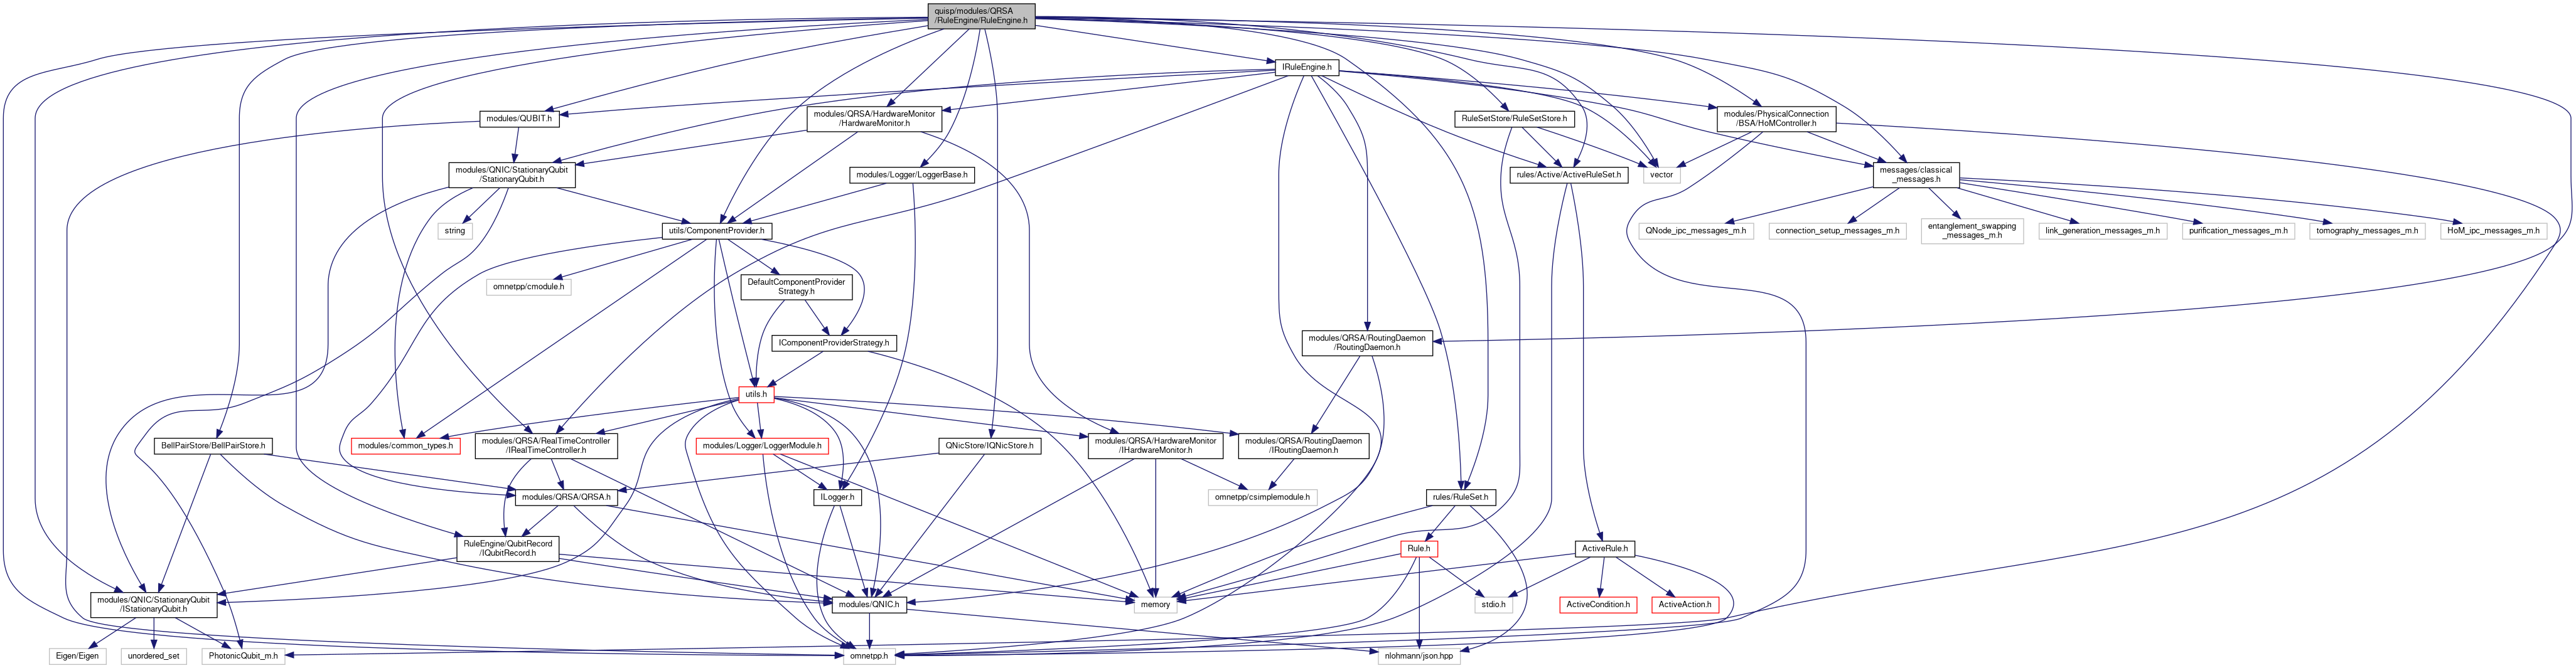 quisp/modules/QRSA
/RuleEngine/RuleEngine.h
IRuleEngine.h
modules/QUBIT.h
modules/QRSA/HardwareMonitor
/HardwareMonitor.h
RuleSetStore/RuleSetStore.h
modules/PhysicalConnection
/BSA/HoMController.h
modules/QNIC/StationaryQubit
/StationaryQubit.h
modules/Logger/LoggerBase.h
rules/Active/ActiveRuleSet.h
vector
messages/classical
_messages.h
string
utils/ComponentProvider.h
QNode_ipc_messages_m.h
connection_setup_messages_m.h
entanglement_swapping
_messages_m.h
link_generation_messages_m.h
purification_messages_m.h
tomography_messages_m.h
HoM_ipc_messages_m.h
omnetpp/cmodule.h
DefaultComponentProvider
Strategy.h
IComponentProviderStrategy.h
modules/QRSA/RoutingDaemon
/RoutingDaemon.h
utils.h
BellPairStore/BellPairStore.h
modules/common_types.h
modules/QRSA/RealTimeController
/IRealTimeController.h
modules/Logger/LoggerModule.h
QNicStore/IQNicStore.h
modules/QRSA/HardwareMonitor
/IHardwareMonitor.h
modules/QRSA/RoutingDaemon
/IRoutingDaemon.h
modules/QRSA/QRSA.h
ILogger.h
omnetpp/csimplemodule.h
rules/RuleSet.h
RuleEngine/QubitRecord
/IQubitRecord.h
Rule.h
ActiveRule.h
modules/QNIC/StationaryQubit
/IStationaryQubit.h
modules/QNIC.h
memory
stdio.h
ActiveCondition.h
ActiveAction.h
Eigen/Eigen
unordered_set
PhotonicQubit_m.h
omnetpp.h
nlohmann/json.hpp